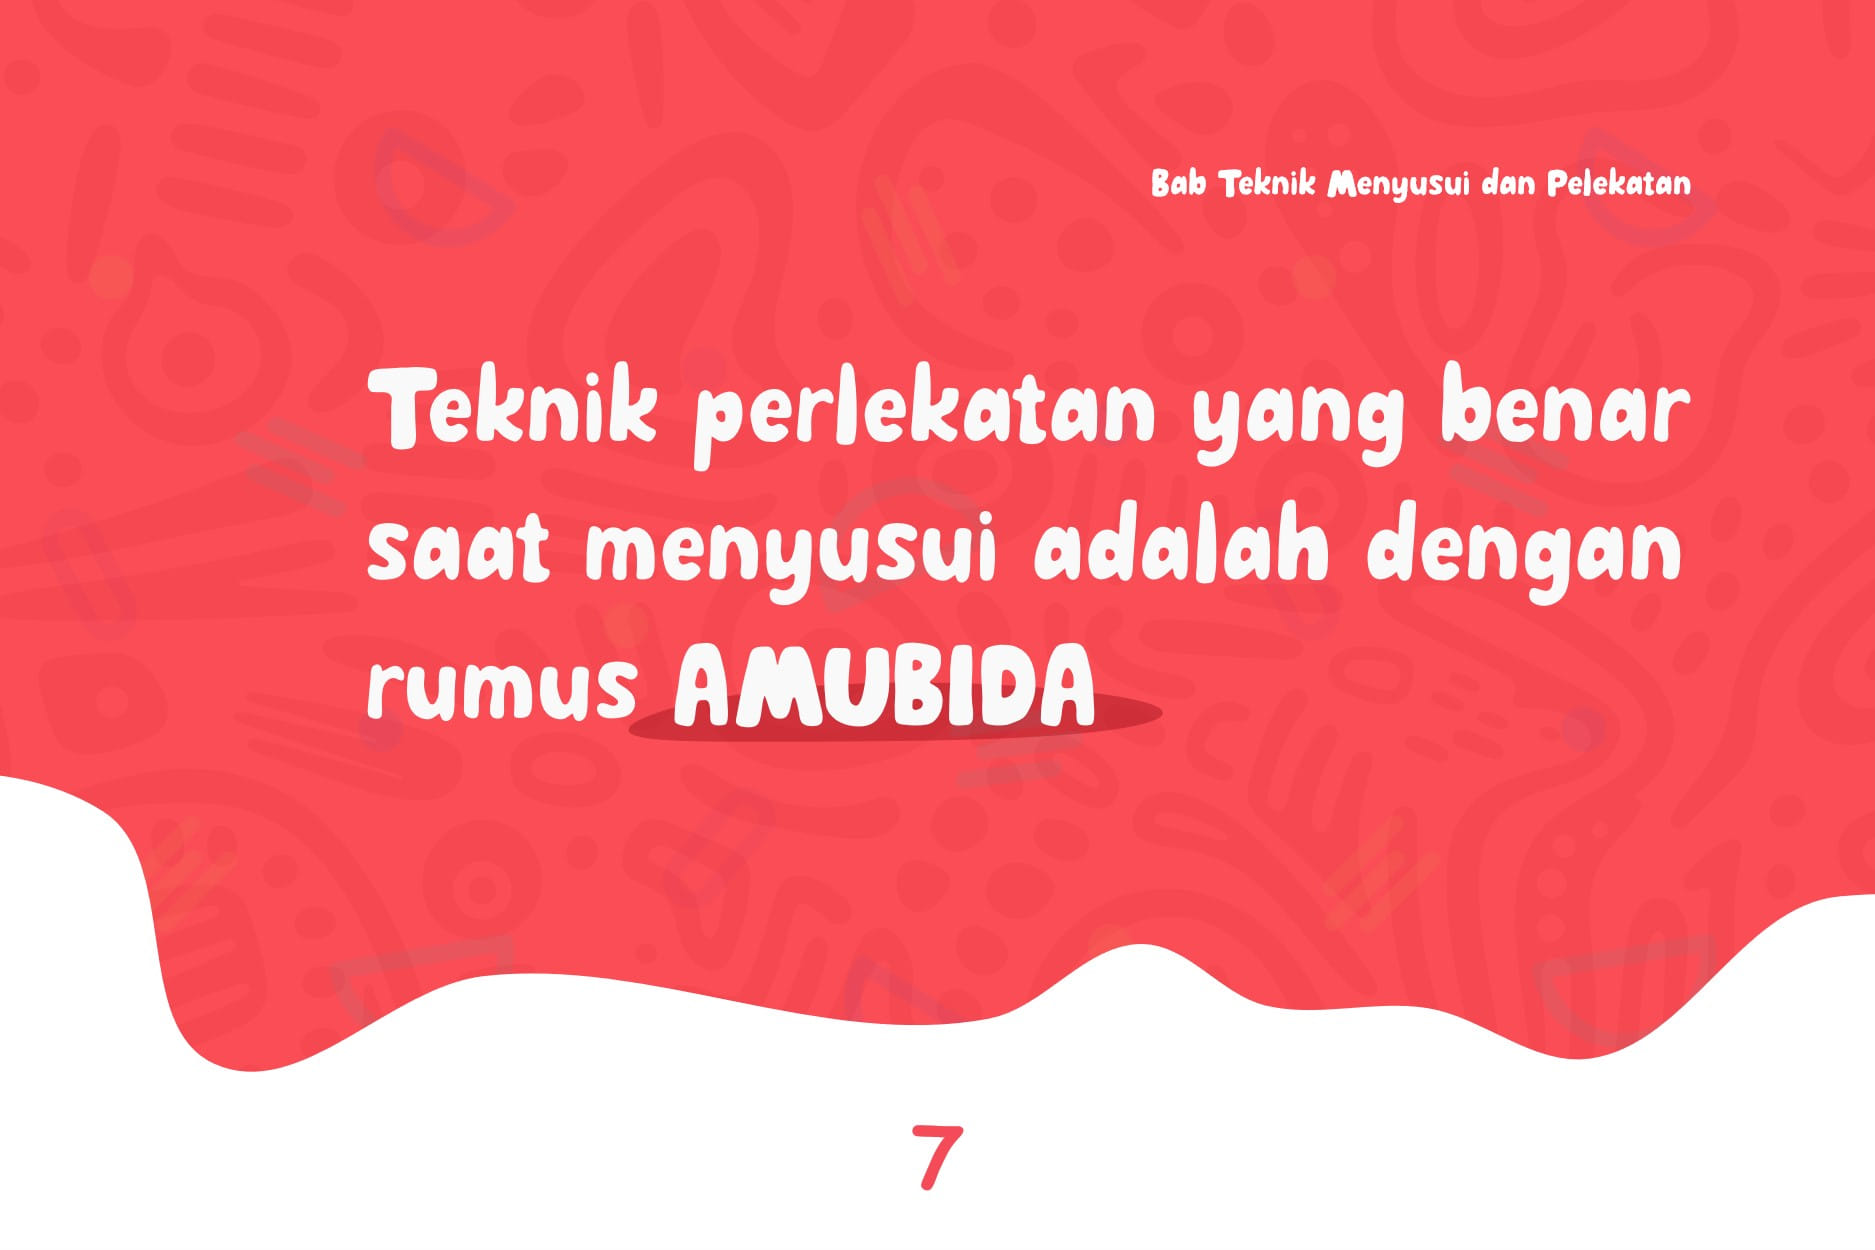 Bab Teknik Menyusui dan Pelekatan
Teknik perlekatan yang benar
saat menyusui adalah dengan
rumus AMUBIDA
7